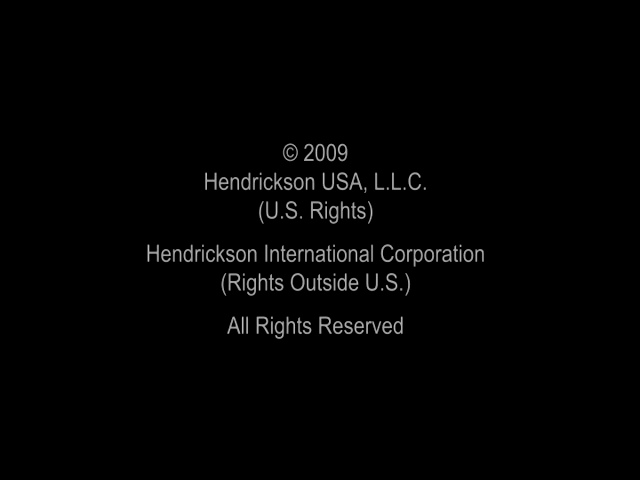 © 2009
Hendrickson USA, L.L.C.
(U.S. Rights)
Hendrickson International Corporation
(Rights Outside U.S.)
All Rights Reserved